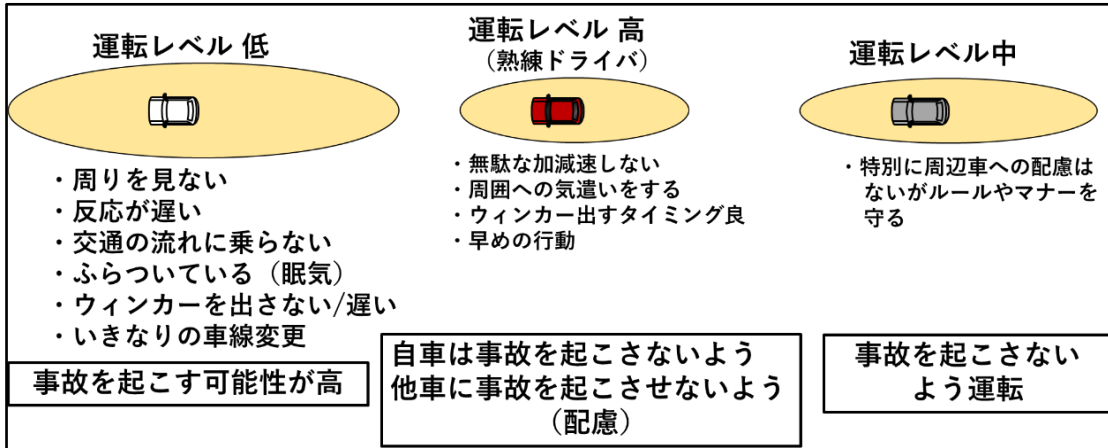 運転レベル 低
・周りを見ない
・反応が遅い
・交通の流れに乗らない
・ふらついている（眠気）
・ウィンカーを出さない/遅い
・いきなりの車線変更
事故を起こす可能性が高
運転レベル 高
（熟練ドライバ）
・無駄な加減速しない
・周囲への気遣いをする
・ウィンカー出すタイミング良
・早めの行動
自車は事故を起こさないよう
他車に事故を起こさせないよう
（配慮）
運転レベル中
・特別に周辺車への配慮は
ないがルールやマナーを
守る
事故を起こさない
よう運転